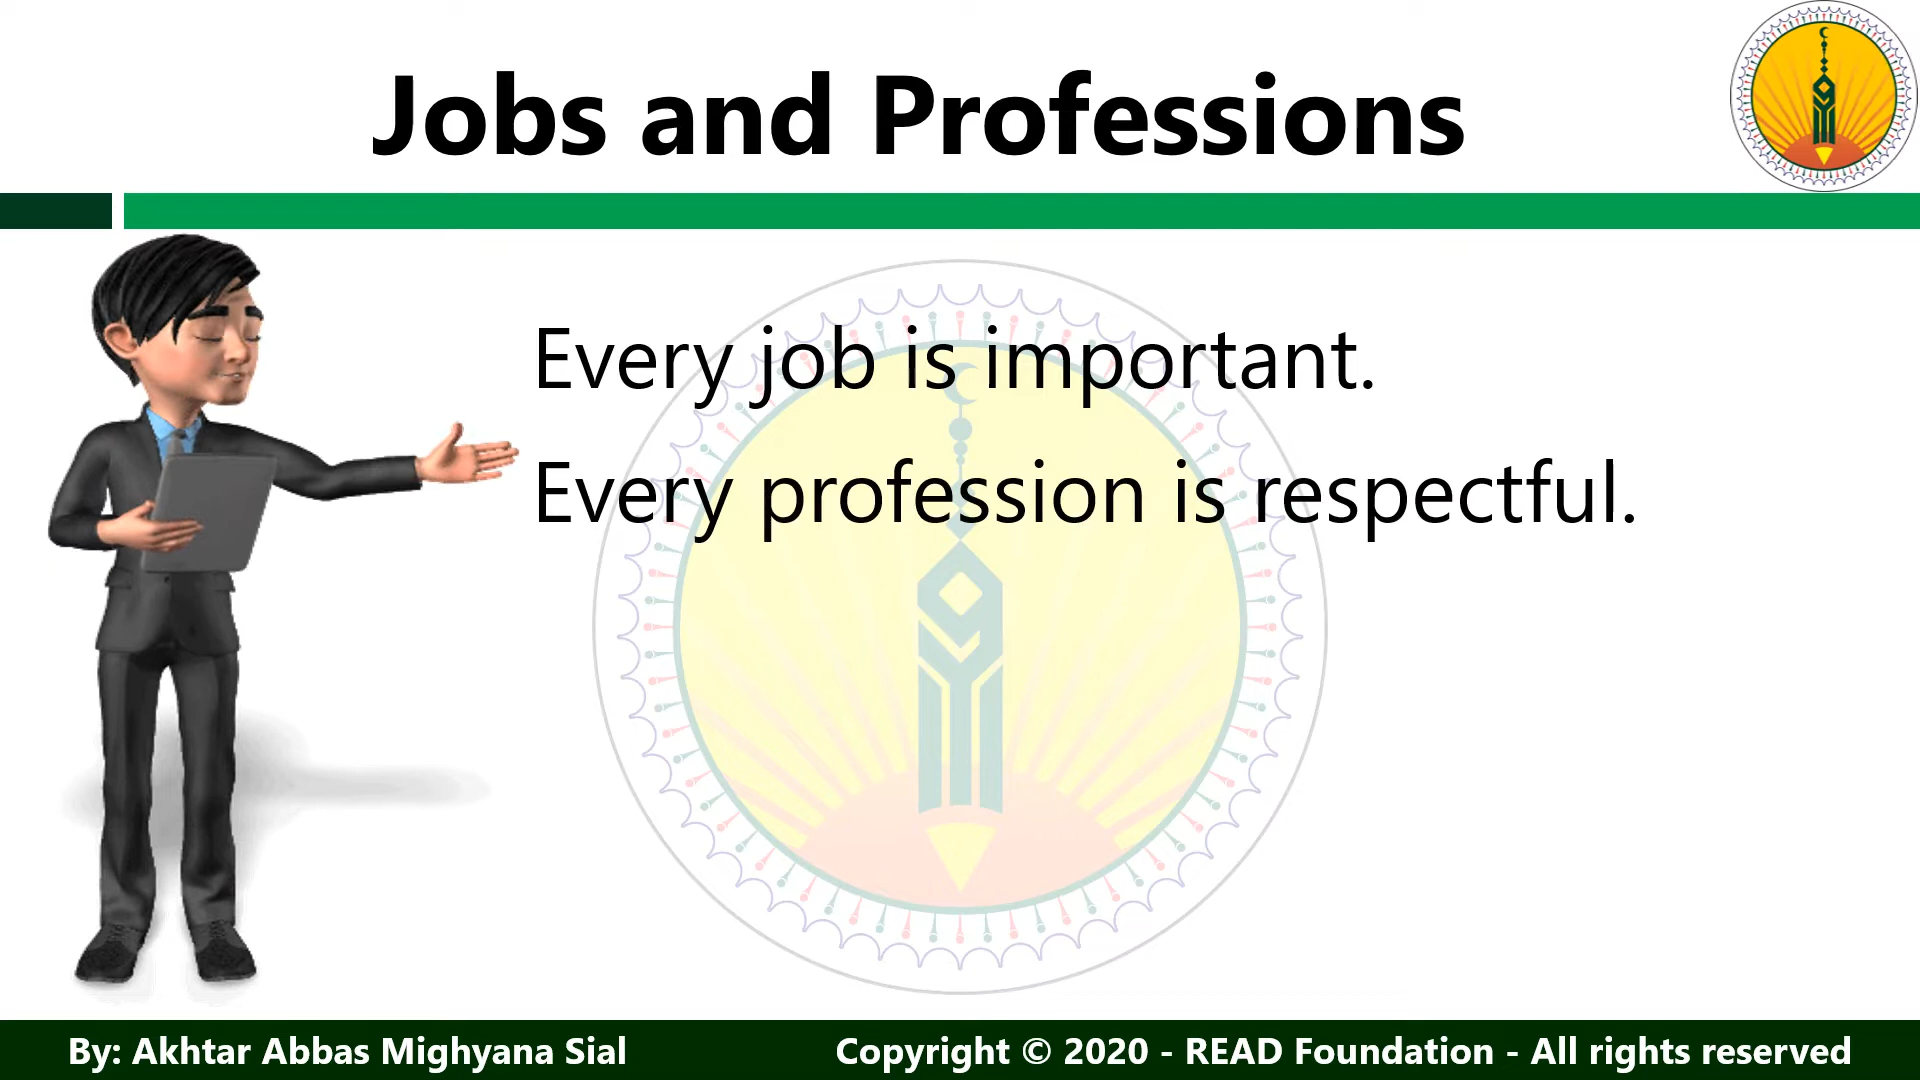 Jobs and Professions
Every job is important.
Every profession is respectful.
By: Akhtar Abbas Mighyana Sial
Copyright © 2020 - READ Foundation - All rights reserved